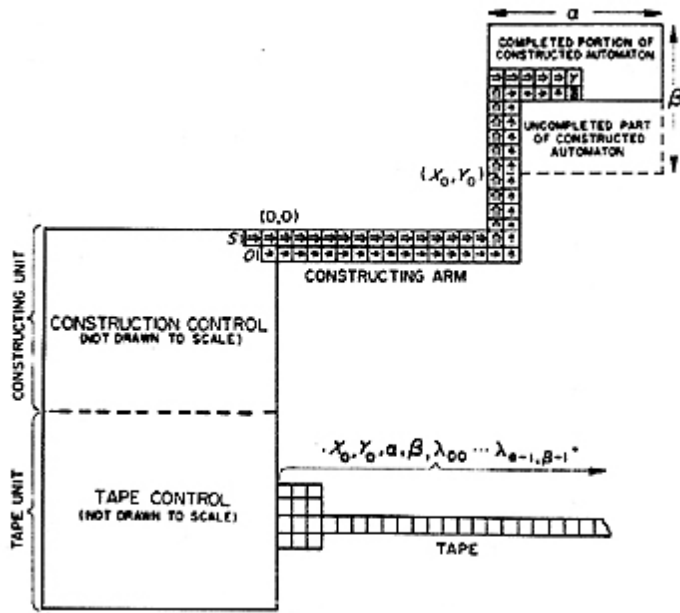 α
COMPLETED PORTION OF
CONSTRUCTED AUTOMATON
β
UNCOMPLETED PART
OF CONSTRUCTED
AUTOMATON
(X₀,Y₀)
(0,0)
S
O
CONSTRUCTING ARM
CONSTRUCTING UNIT
CONSTRUCTION CONTROL
(NOT DRAWN TO SCALE)
.X₀,Y₀,α,β,λ₀₀ ··· λα-1,β-1.
TAPE UNIT
TAPE CONTROL
(NOT DRAWN TO SCALE)
TAPE